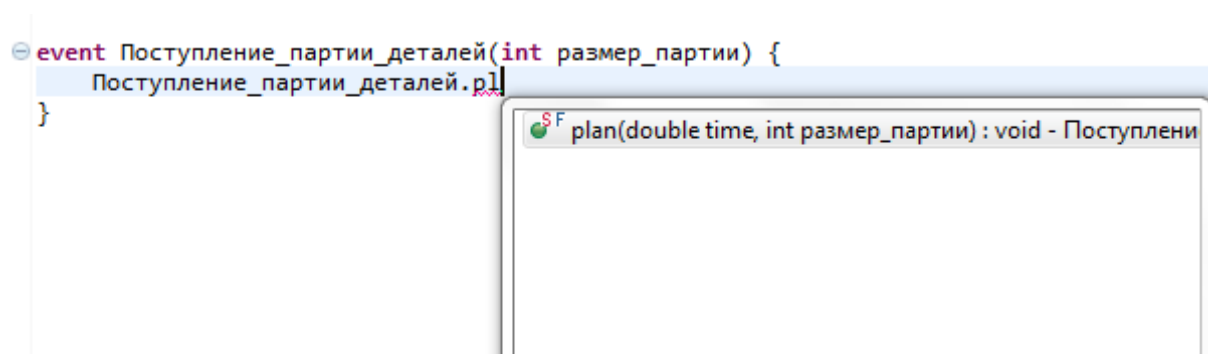 event Поступление_партии_деталей(int размер_партии) {
Поступление_партии_деталей.pl
}
S F plan(double time, int размер_партии) : void - Поступлени